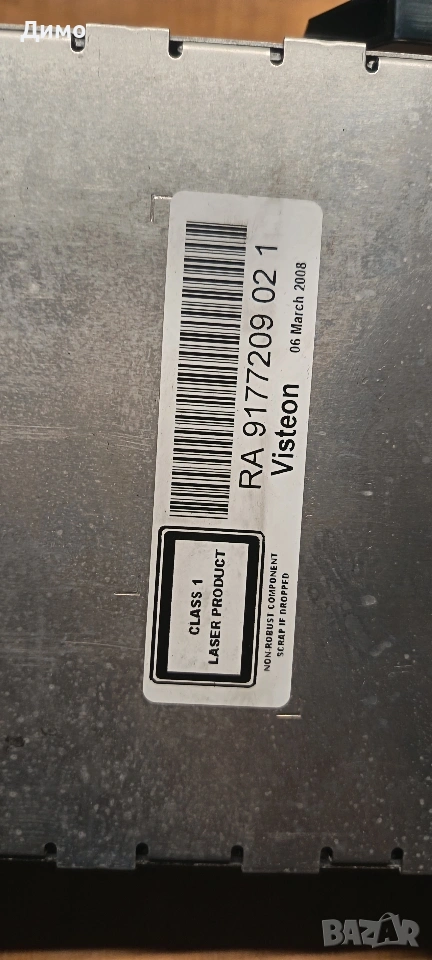 Димо
RA 9177209 02 1
Visteon 06 March 2008
CLASS 1
LASER PRODUCT
NON-ROBUST COMPONENT
SCRAP IF DROPPED
BAZAR